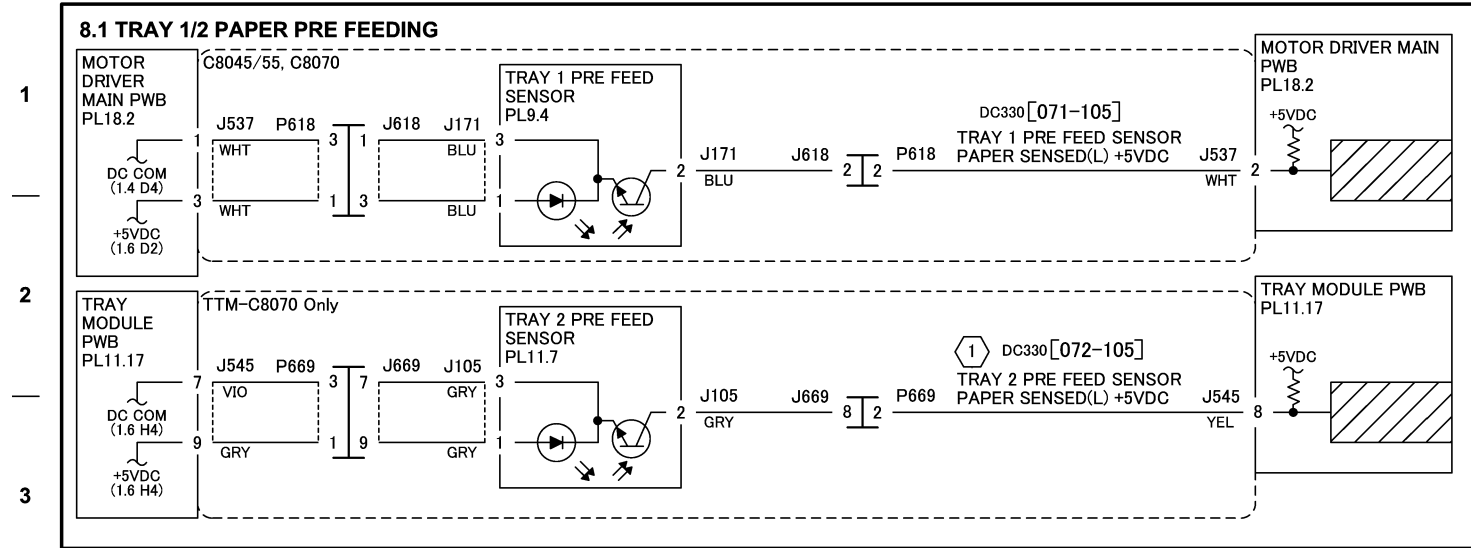 8.1 TRAY 1/2 PAPER PRE FEEDING
1
MOTOR
DRIVER
MAIN PWB
PL18.2
C8045/55, C8070
1
J537
P618
3
1
J618
J171
3
WHT
BLU
DC COM
(1.4 D4)
3
WHT
1
3
BLU
1
+5VDC
(1.6 D2)
TRAY 1 PRE FEED
SENSOR
PL9.4
2
J171
BLU
J618
2
2
P618
DC330[071-105]
TRAY 1 PRE FEED SENSOR
PAPER SENSED(L) +5VDC
J537
WHT
2
MOTOR DRIVER MAIN
PWB
PL18.2
+5VDC
2
TRAY
MODULE
PWB
PL11.17
TTM-C8070 Only
7
J545
P669
3
7
J669
J105
3
VIO
GRY
DC COM
(1.6 H4)
9
GRY
1
9
GRY
1
+5VDC
(1.6 H4)
TRAY 2 PRE FEED
SENSOR
PL11.7
2
J105
GRY
J669
8
2
P669
1
DC330[072-105]
TRAY 2 PRE FEED SENSOR
PAPER SENSED(L) +5VDC
J545
YEL
8
TRAY MODULE PWB
PL11.17
+5VDC
3